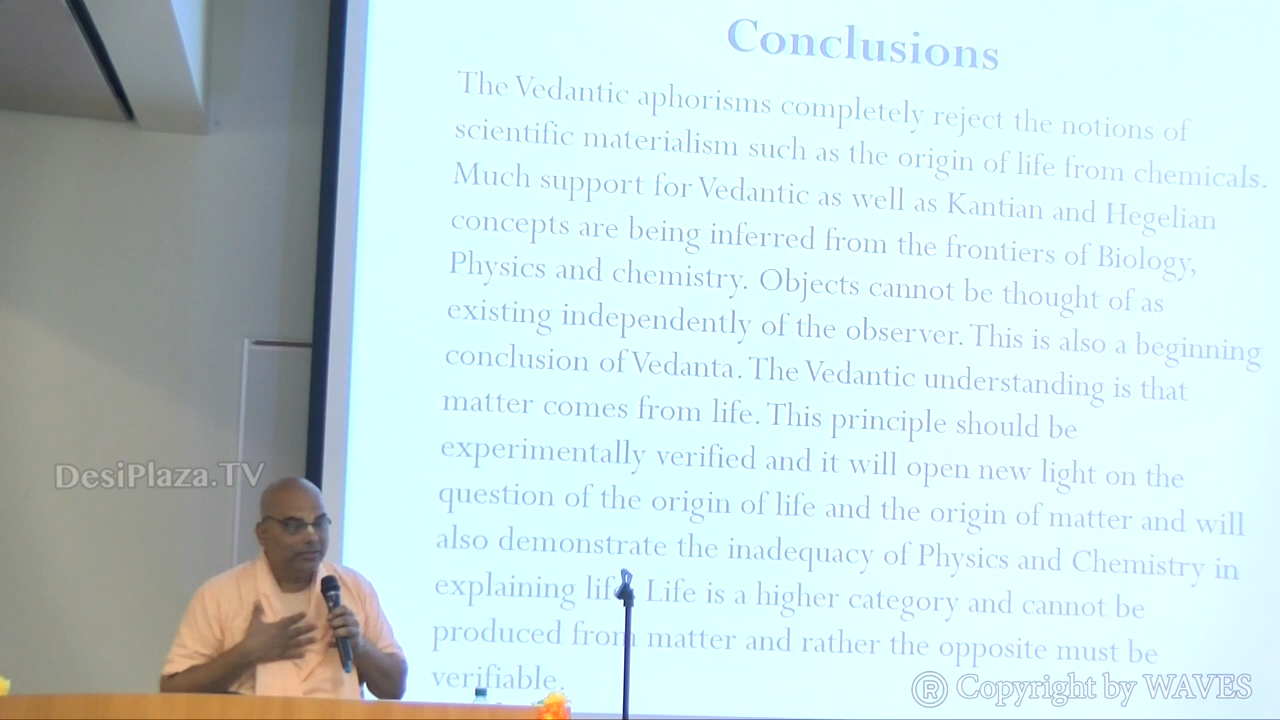 Conclusions
The Vedantic aphorisms completely reject the notions of
scientific materialism such as the origin of life from chemicals.
Much support for Vedantic as well as Kantian and Hegelian
concepts are being inferred from the frontiers of Biology,
Physics and chemistry. Objects cannot be thought of as
existing independently of the observer. This is also a beginning
conclusion of Vedanta. The Vedantic understanding is that
matter comes from life. This principle should be
experimentally verified and it will open new light on the
question of the origin of life and the origin of matter and will
also demonstrate the inadequacy of Physics and Chemistry in
explaining life. Life is a higher category and cannot be
produced from matter and rather the opposite must be
verifiable.
DesiPlaza.TV
® Copyright by WAVES